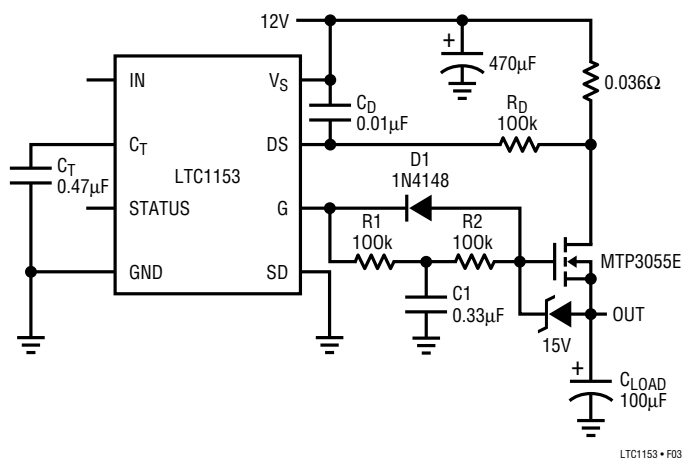 12V
IN
VS
CT
DS
LTC1153
STATUS
G
GND
SD
CT
0.47µF
CD
0.01µF
+
470µF
0.036Ω
RD
100k
D1
1N4148
R1
100k
R2
100k
C1
0.33µF
MTP3055E
OUT
15V
+
CLOAD
100µF
LTC1153 • F03